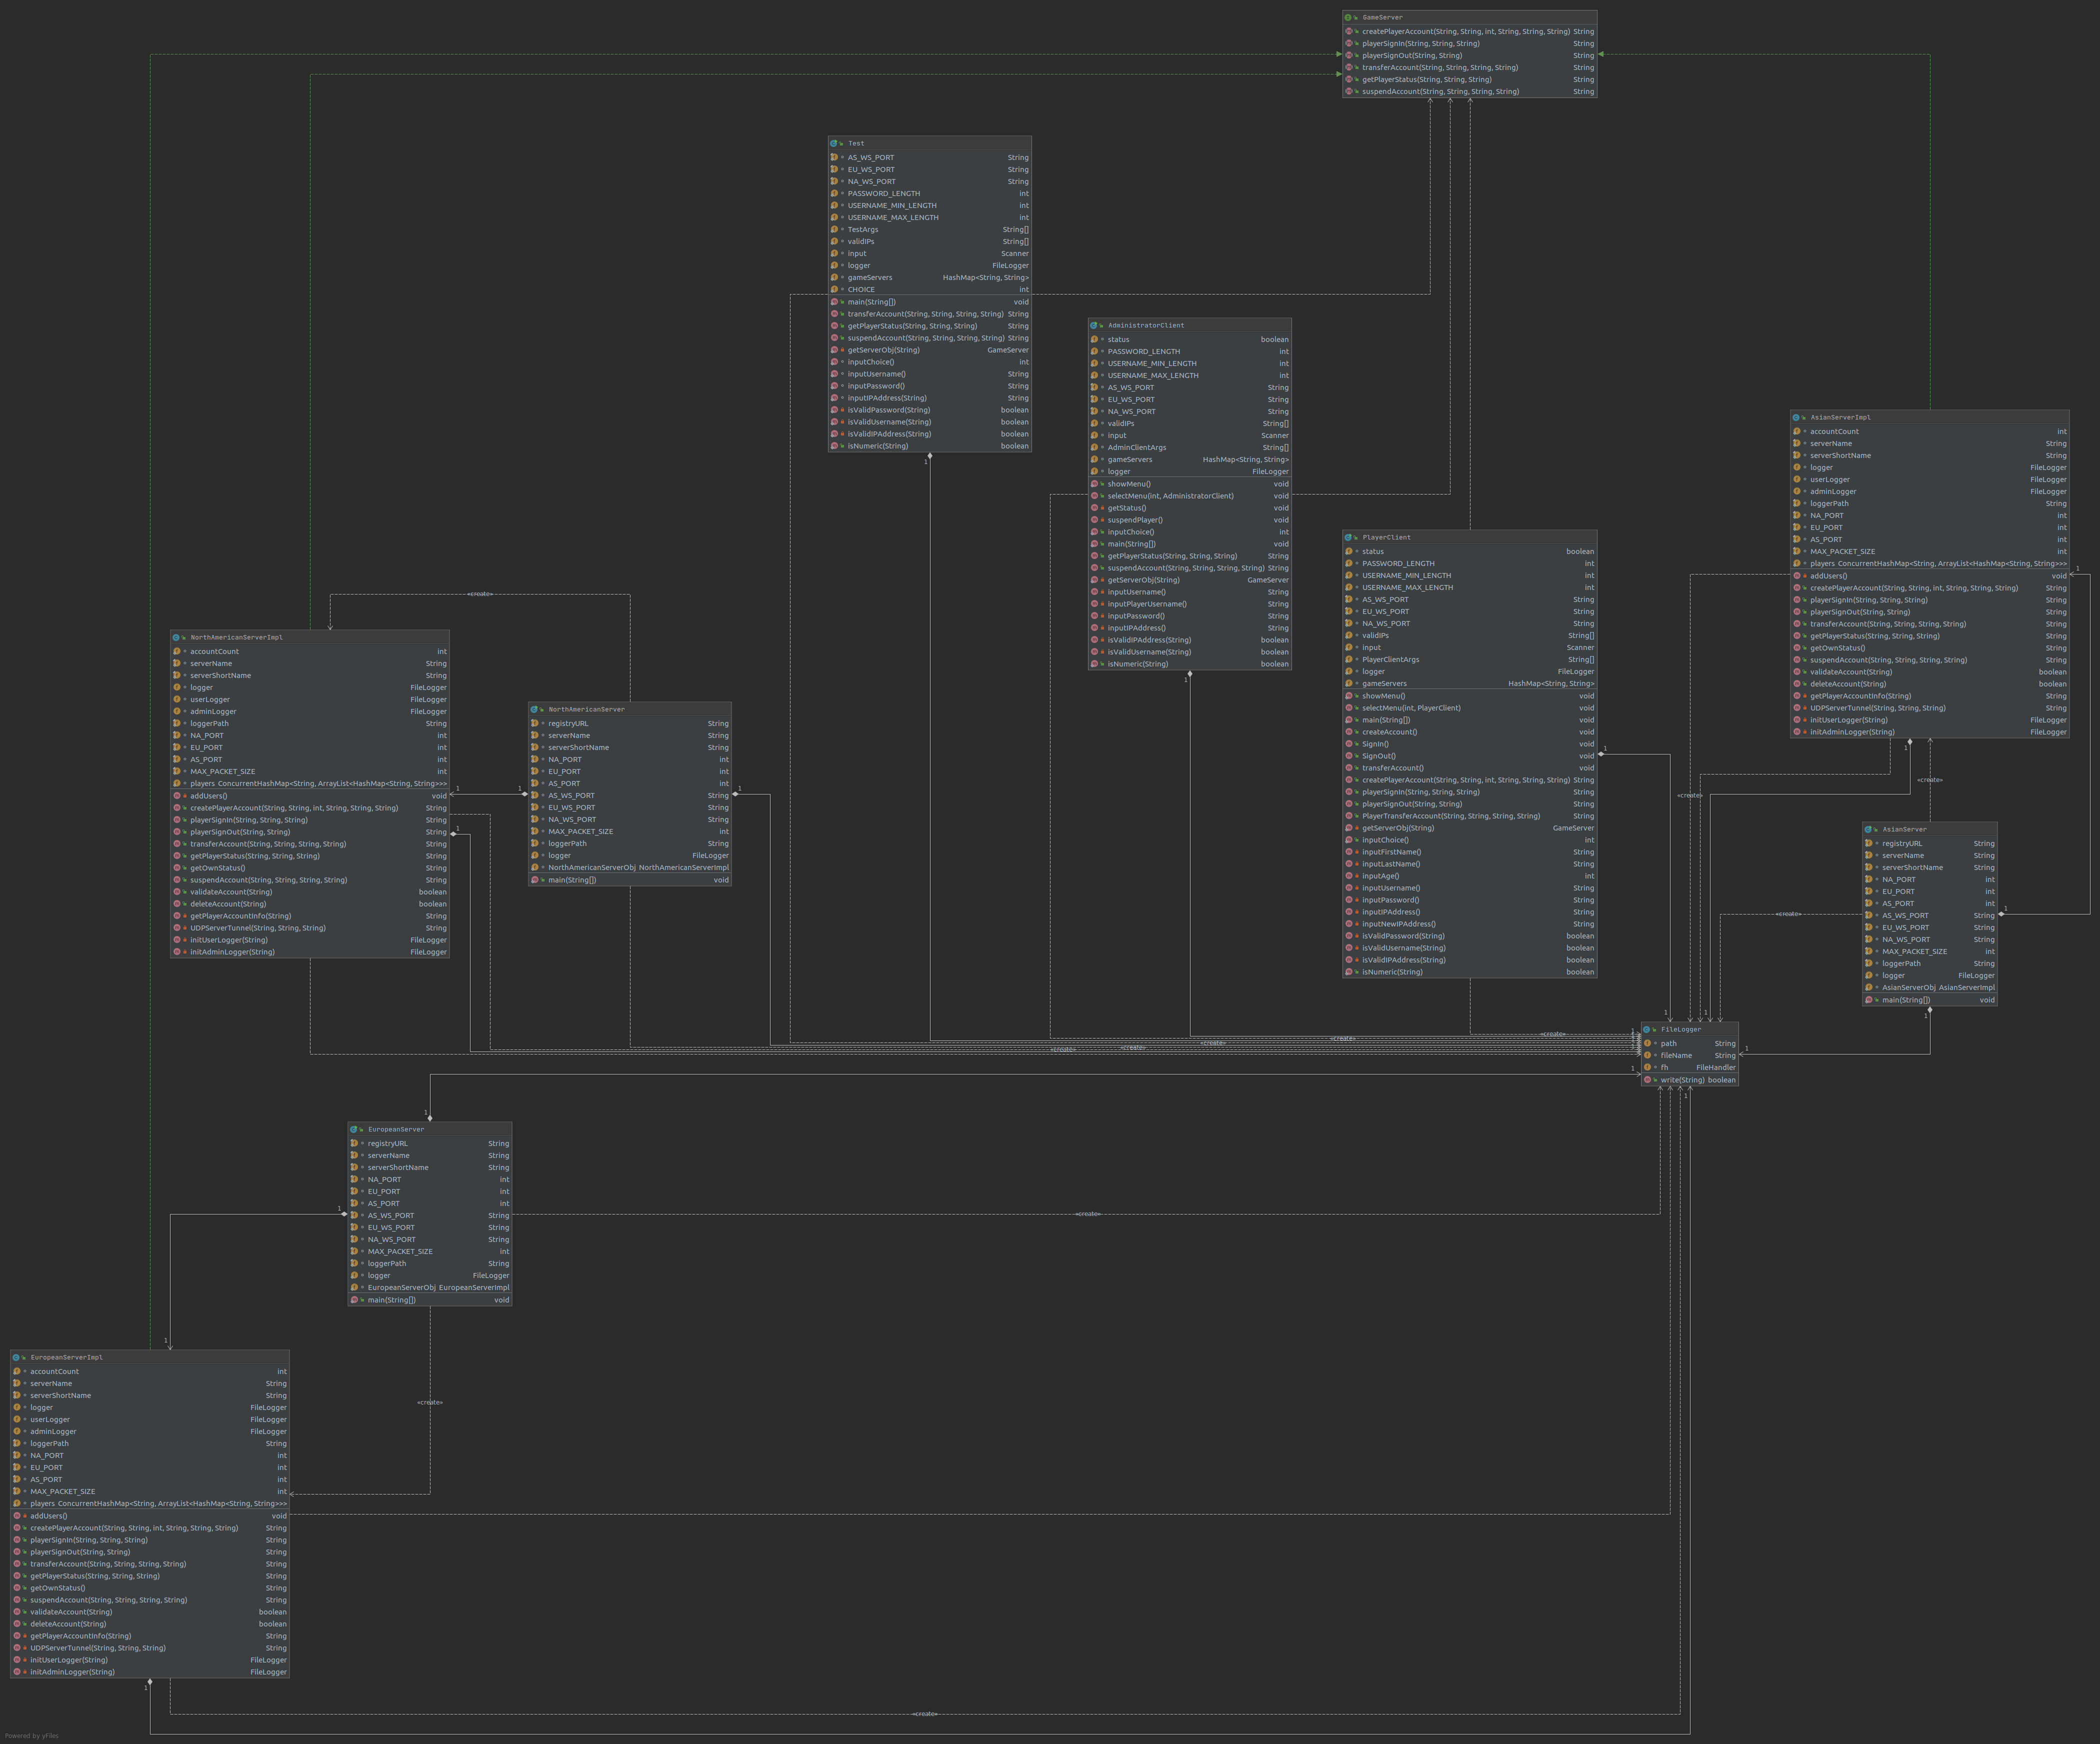 GameServer
createPlayerAccount(String, String, int, String, String, String) String
playerSignIn(String, String, String) String
playerSignOut(String, String) String
transferAccount(String, String, String, String) String
getPlayerStatus(String, String, String) String
suspendAccount(String, String, String, String) String
Test
AS_WS_PORT String
EU_WS_PORT String
NA_WS_PORT String
PASSWORD_LENGTH int
USERNAME_MIN_LENGTH int
USERNAME_MAX_LENGTH int
TestArgs String[]
validIPs String[]
input Scanner
logger FileLogger
gameServers HashMap<String, String>
CHOICE int
main(String[]) void
transferAccount(String, String, String, String) String
getPlayerStatus(String, String, String) String
suspendAccount(String, String, String, String) String
getServerObj(String) GameServer
inputChoice() int
inputUsername() String
inputPassword() String
inputIPAddress(String) String
isValidPassword(String) boolean
isValidUsername(String) boolean
isValidIPAddress(String) boolean
isNumeric(String) boolean
1
AdministratorClient
status boolean
PASSWORD_LENGTH int
USERNAME_MIN_LENGTH int
USERNAME_MAX_LENGTH int
AS_WS_PORT String
EU_WS_PORT String
NA_WS_PORT String
validIPs String[]
input Scanner
AdminClientArgs String[]
gameServers HashMap<String, String>
logger FileLogger
showMenu() void
selectMenu(int, AdministratorClient) void
getStatus() void
suspendPlayer() void
inputChoice() int
main(String[]) void
getPlayerStatus(String, String, String) String
suspendAccount(String, String, String, String) String
getServerObj(String) GameServer
inputUsername() String
inputPlayerUsername() String
inputPassword() String
inputIPAddress() String
isValidIPAddress(String) boolean
isValidUsername(String) boolean
isNumeric(String) boolean
1
PlayerClient
status boolean
PASSWORD_LENGTH int
USERNAME_MIN_LENGTH int
USERNAME_MAX_LENGTH int
AS_WS_PORT String
EU_WS_PORT String
NA_WS_PORT String
validIPs String[]
input Scanner
PlayerClientArgs String[]
logger FileLogger
gameServers HashMap<String, String>
showMenu() void
selectMenu(int, PlayerClient) void
main(String[]) void
createAccount() void
SignIn() void
SignOut() void
transferAccount() void
createPlayerAccount(String, String, int, String, String, String) String
playerSignIn(String, String, String) String
playerSignOut(String, String) String
PlayerTransferAccount(String, String, String, String) String
getServerObj(String) GameServer
inputChoice() int
inputFirstName() String
inputLastName() String
inputAge() int
inputUsername() String
inputPassword() String
inputIPAddress() String
inputNewIPAddress() String
isValidPassword(String) boolean
isValidUsername(String) boolean
isValidIPAddress(String) boolean
isNumeric(String) boolean
1
AsianServerImpl
accountCount int
serverName String
serverShortName String
logger FileLogger
userLogger FileLogger
adminLogger FileLogger
loggerPath String
NA_PORT int
EU_PORT int
AS_PORT int
MAX_PACKET_SIZE int
players ConcurrentHashMap<String, ArrayList<HashMap<String, String>>>
addUsers() void
createPlayerAccount(String, String, int, String, String, String) String
playerSignIn(String, String, String) String
playerSignOut(String, String) String
transferAccount(String, String, String, String) String
getPlayerStatus(String, String, String) String
getOwnStatus() String
suspendAccount(String, String, String, String) String
validateAccount(String) boolean
deleteAccount(String) boolean
getPlayerAccountInfo(String) String
UDPServerTunnel(String, String, String) String
initUserLogger(String) FileLogger
initAdminLogger(String) FileLogger
1
1
«create»
«create»
AsianServer
registryURL String
serverName String
serverShortName String
NA_PORT int
EU_PORT int
AS_PORT int
AS_WS_PORT String
EU_WS_PORT String
NA_WS_PORT String
MAX_PACKET_SIZE int
loggerPath String
logger FileLogger
AsianServerObj AsianServerImpl
main(String[]) void
1
«create»
1
«create»
NorthAmericanServerImpl
accountCount int
serverName String
serverShortName String
logger FileLogger
userLogger FileLogger
adminLogger FileLogger
loggerPath String
NA_PORT int
EU_PORT int
AS_PORT int
MAX_PACKET_SIZE int
players ConcurrentHashMap<String, ArrayList<HashMap<String, String>>>
addUsers() void
createPlayerAccount(String, String, int, String, String, String) String
playerSignIn(String, String, String) String
playerSignOut(String, String) String
transferAccount(String, String, String, String) String
getPlayerStatus(String, String, String) String
getOwnStatus() String
suspendAccount(String, String, String, String) String
validateAccount(String) boolean
deleteAccount(String) boolean
getPlayerAccountInfo(String) String
UDPServerTunnel(String, String, String) String
initUserLogger(String) FileLogger
initAdminLogger(String) FileLogger
1
1
1
NorthAmericanServer
registryURL String
serverName String
serverShortName String
NA_PORT int
EU_PORT int
AS_PORT int
AS_WS_PORT String
EU_WS_PORT String
NA_WS_PORT String
MAX_PACKET_SIZE int
loggerPath String
logger FileLogger
NorthAmericanServerObj NorthAmericanServerImpl
main(String[]) void
1
1
1
1
FileLogger
path String
fileName String
fh FileHandler
write(String) boolean
1
1
1
«create»
«create»
«create»
«create»
«create»
1
EuropeanServer
registryURL String
serverName String
serverShortName String
NA_PORT int
EU_PORT int
AS_PORT int
AS_WS_PORT String
EU_WS_PORT String
NA_WS_PORT String
MAX_PACKET_SIZE int
loggerPath String
logger FileLogger
EuropeanServerObj EuropeanServerImpl
main(String[]) void
1
«create»
«create»
1
EuropeanServerImpl
accountCount int
serverName String
serverShortName String
logger FileLogger
userLogger FileLogger
adminLogger FileLogger
loggerPath String
NA_PORT int
EU_PORT int
AS_PORT int
MAX_PACKET_SIZE int
players ConcurrentHashMap<String, ArrayList<HashMap<String, String>>>
addUsers() void
createPlayerAccount(String, String, int, String, String, String) String
playerSignIn(String, String, String) String
playerSignOut(String, String) String
transferAccount(String, String, String, String) String
getPlayerStatus(String, String, String) String
getOwnStatus() String
suspendAccount(String, String, String, String) String
validateAccount(String) boolean
deleteAccount(String) boolean
getPlayerAccountInfo(String) String
UDPServerTunnel(String, String, String) String
initUserLogger(String) FileLogger
initAdminLogger(String) FileLogger
1
«create»
Powered by yFiles